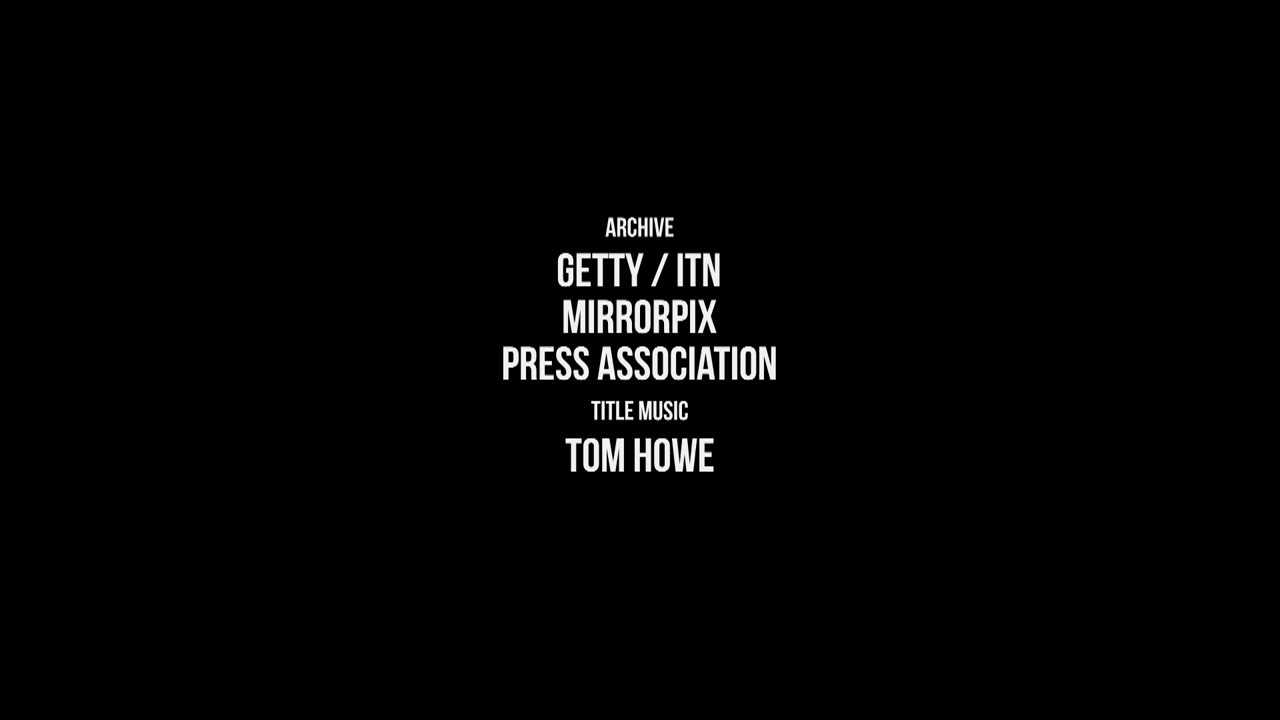 ARCHIVE
GETTY / ITN
MIRRORPIX
PRESS ASSOCIATION
TITLE MUSIC
TOM HOWE